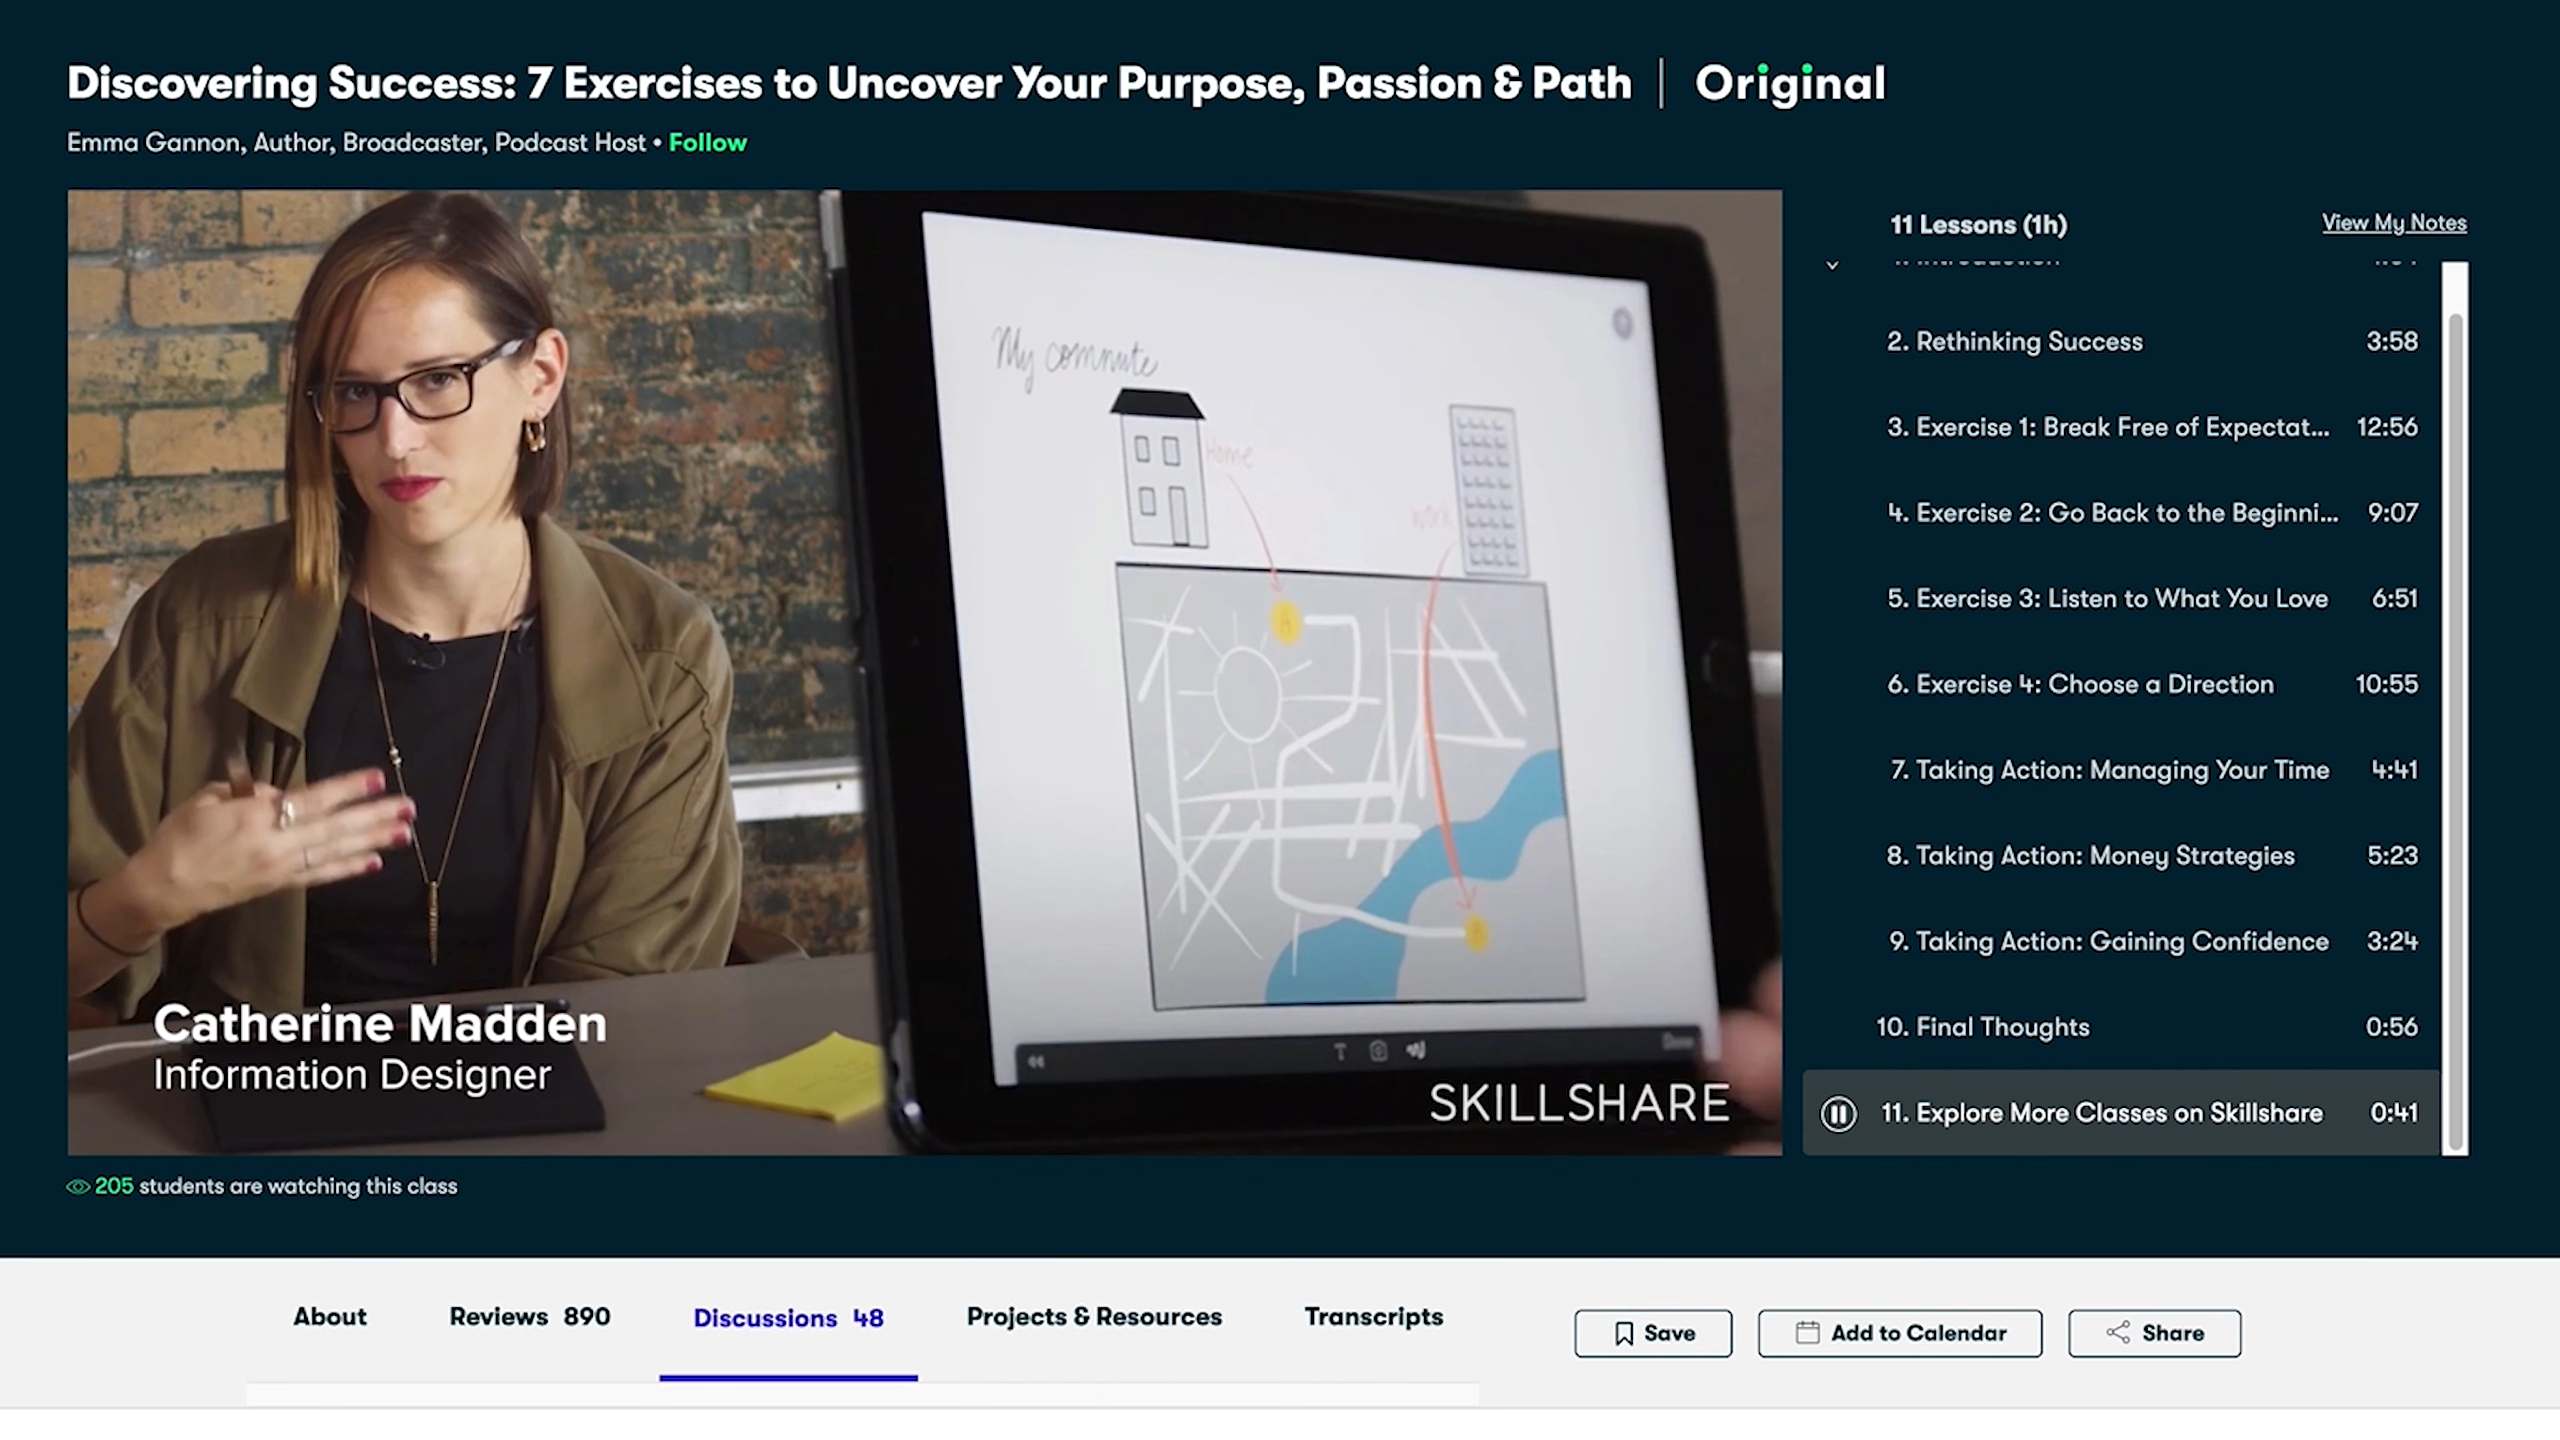 Discovering Success: 7 Exercises to Uncover Your Purpose, Passion & Path | Original
Emma Gannon, Author, Broadcaster, Podcast Host • Follow
My commute
Home
Work
A
B
Done
Catherine Madden
Information Designer
SKILLSHARE
205 students are watching this class
11 Lessons (1h)
View My Notes
2. Rethinking Success 3:58
3. Exercise 1: Break Free of Expectat... 12:56
4. Exercise 2: Go Back to the Beginni... 9:07
5. Exercise 3: Listen to What You Love 6:51
6. Exercise 4: Choose a Direction 10:55
7. Taking Action: Managing Your Time 4:41
8. Taking Action: Money Strategies 5:23
9. Taking Action: Gaining Confidence 3:24
10. Final Thoughts 0:56
11. Explore More Classes on Skillshare 0:41
About
Reviews 890
Discussions 48
Projects & Resources
Transcripts
Save
Add to Calendar
Share